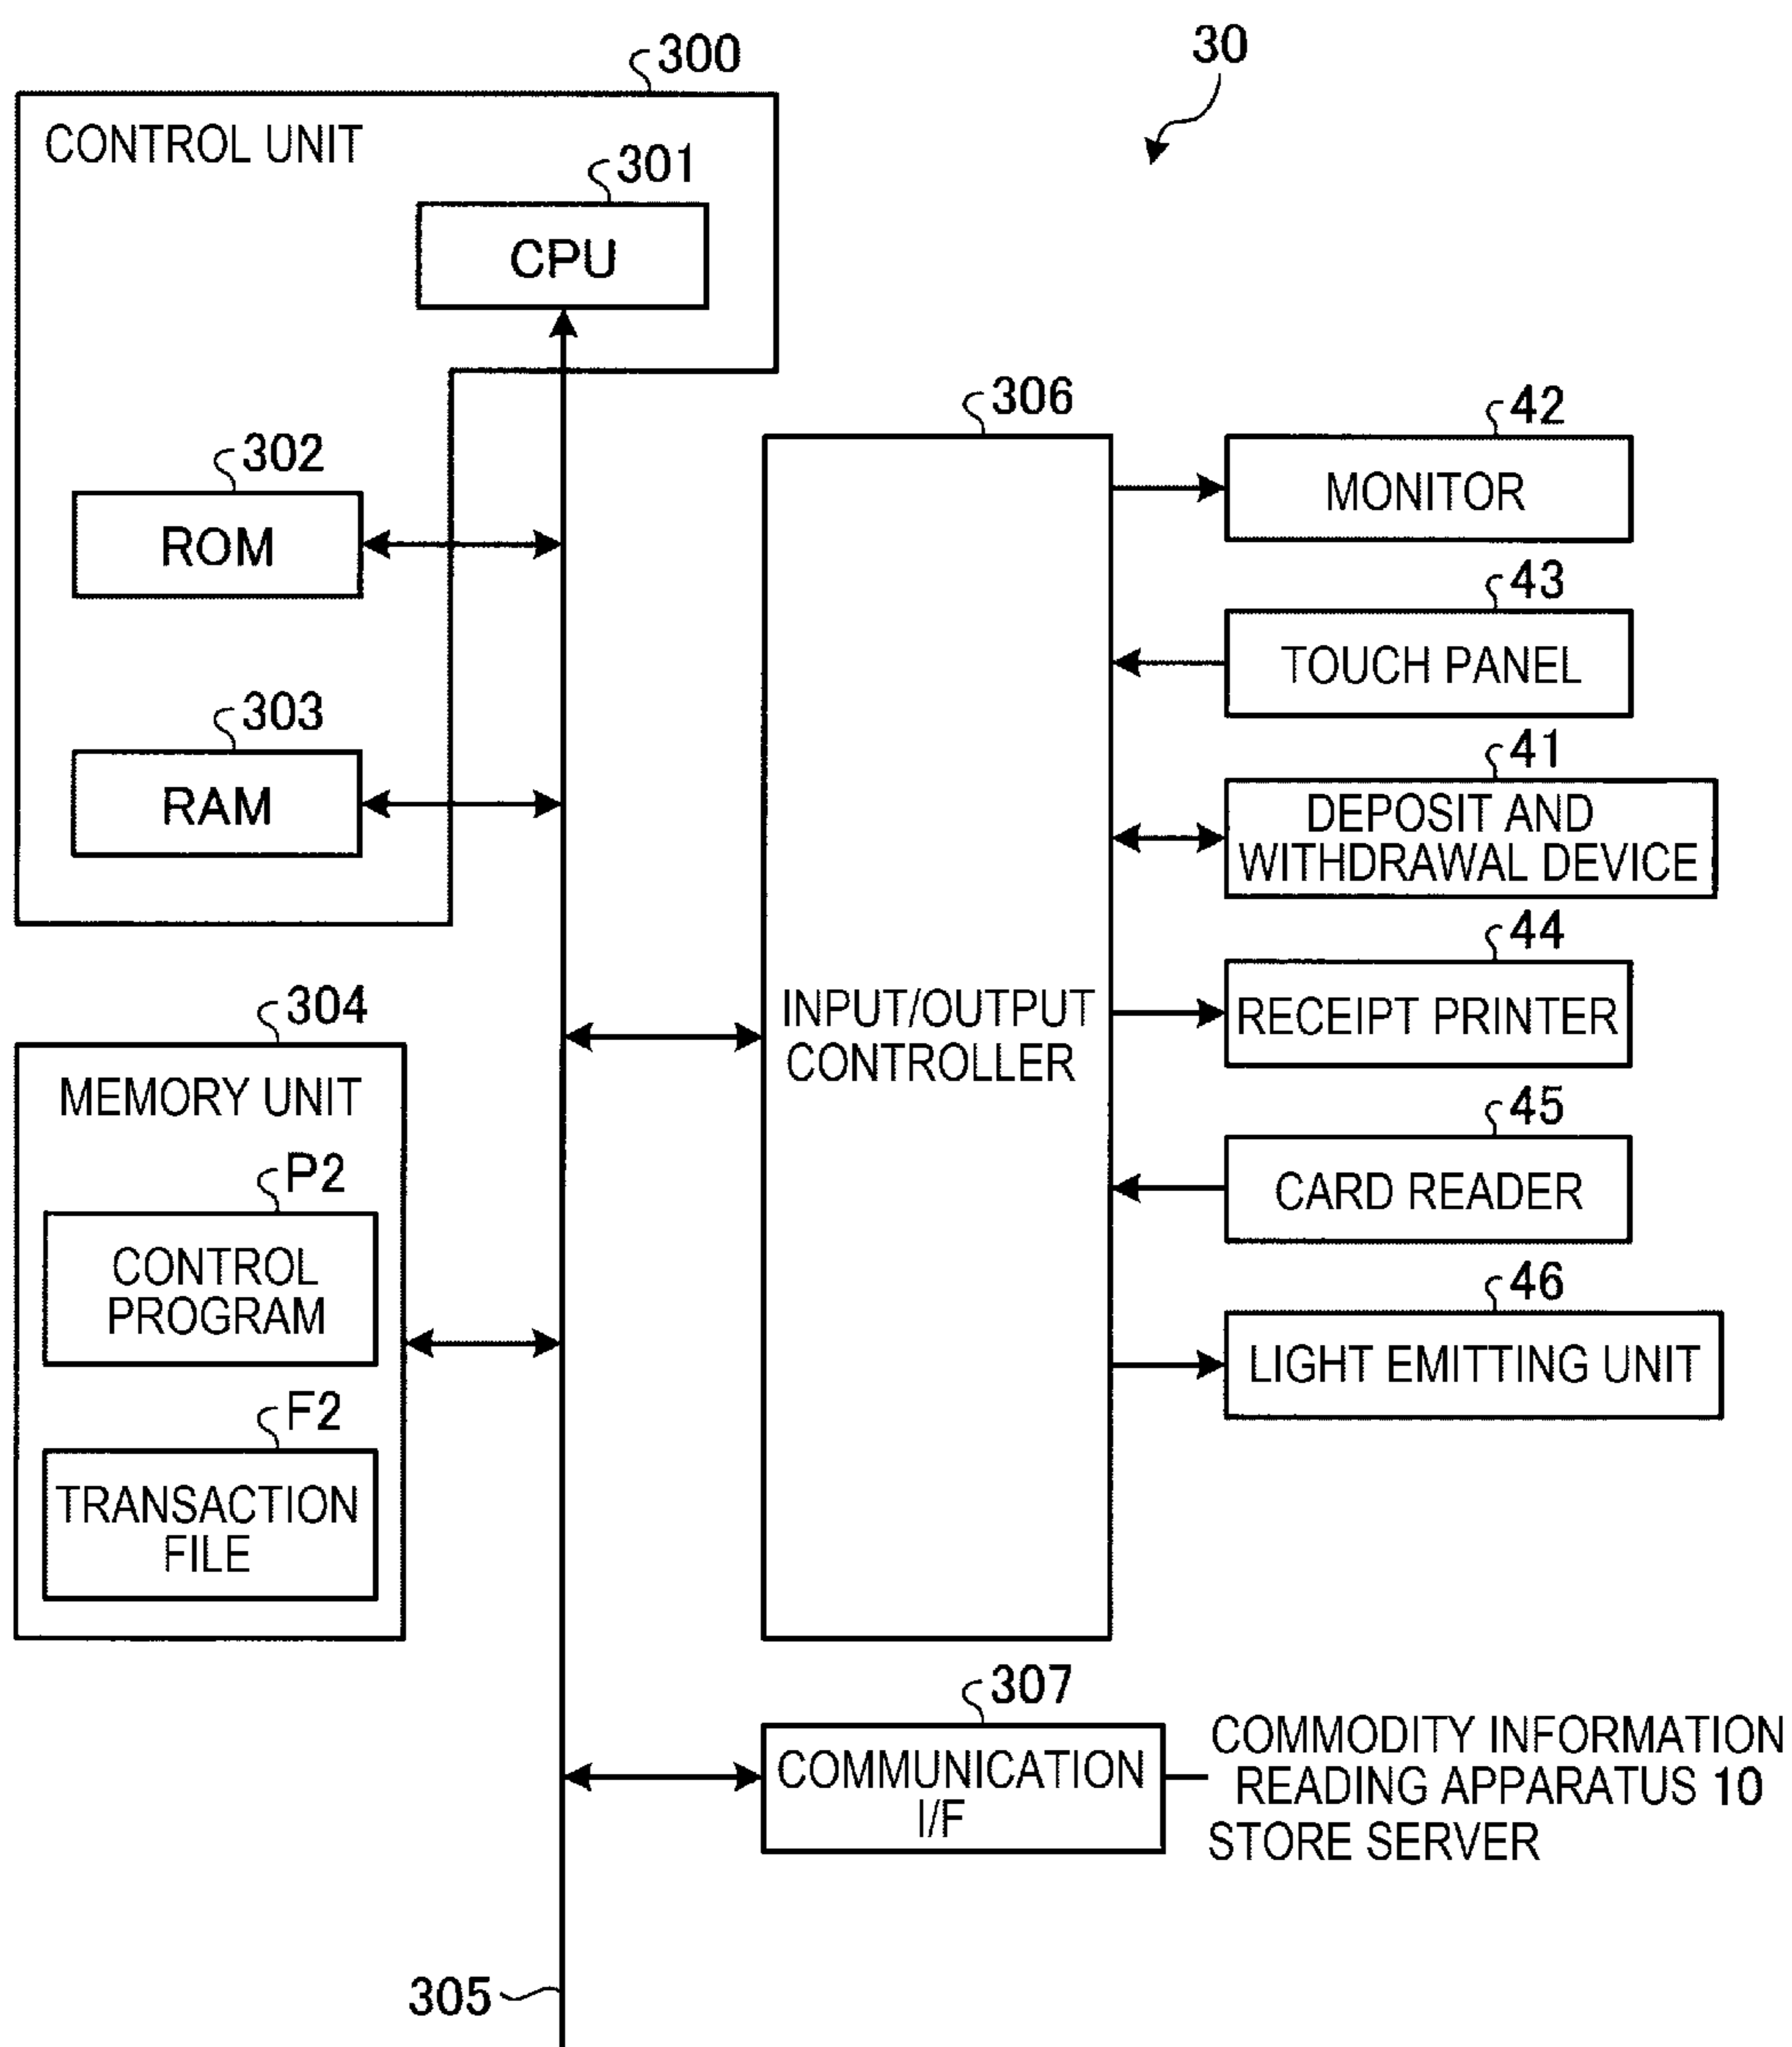 30
300
CONTROL UNIT
301
CPU
302
ROM
303
RAM
304
MEMORY UNIT
P2
CONTROL
PROGRAM
F2
TRANSACTION
FILE
305
306
INPUT/OUTPUT
CONTROLLER
42
MONITOR
43
TOUCH PANEL
41
DEPOSIT AND
WITHDRAWAL DEVICE
44
RECEIPT PRINTER
45
CARD READER
46
LIGHT EMITTING UNIT
307
COMMUNICATION
I/F
COMMODITY INFORMATION
READING APPARATUS 10
STORE SERVER